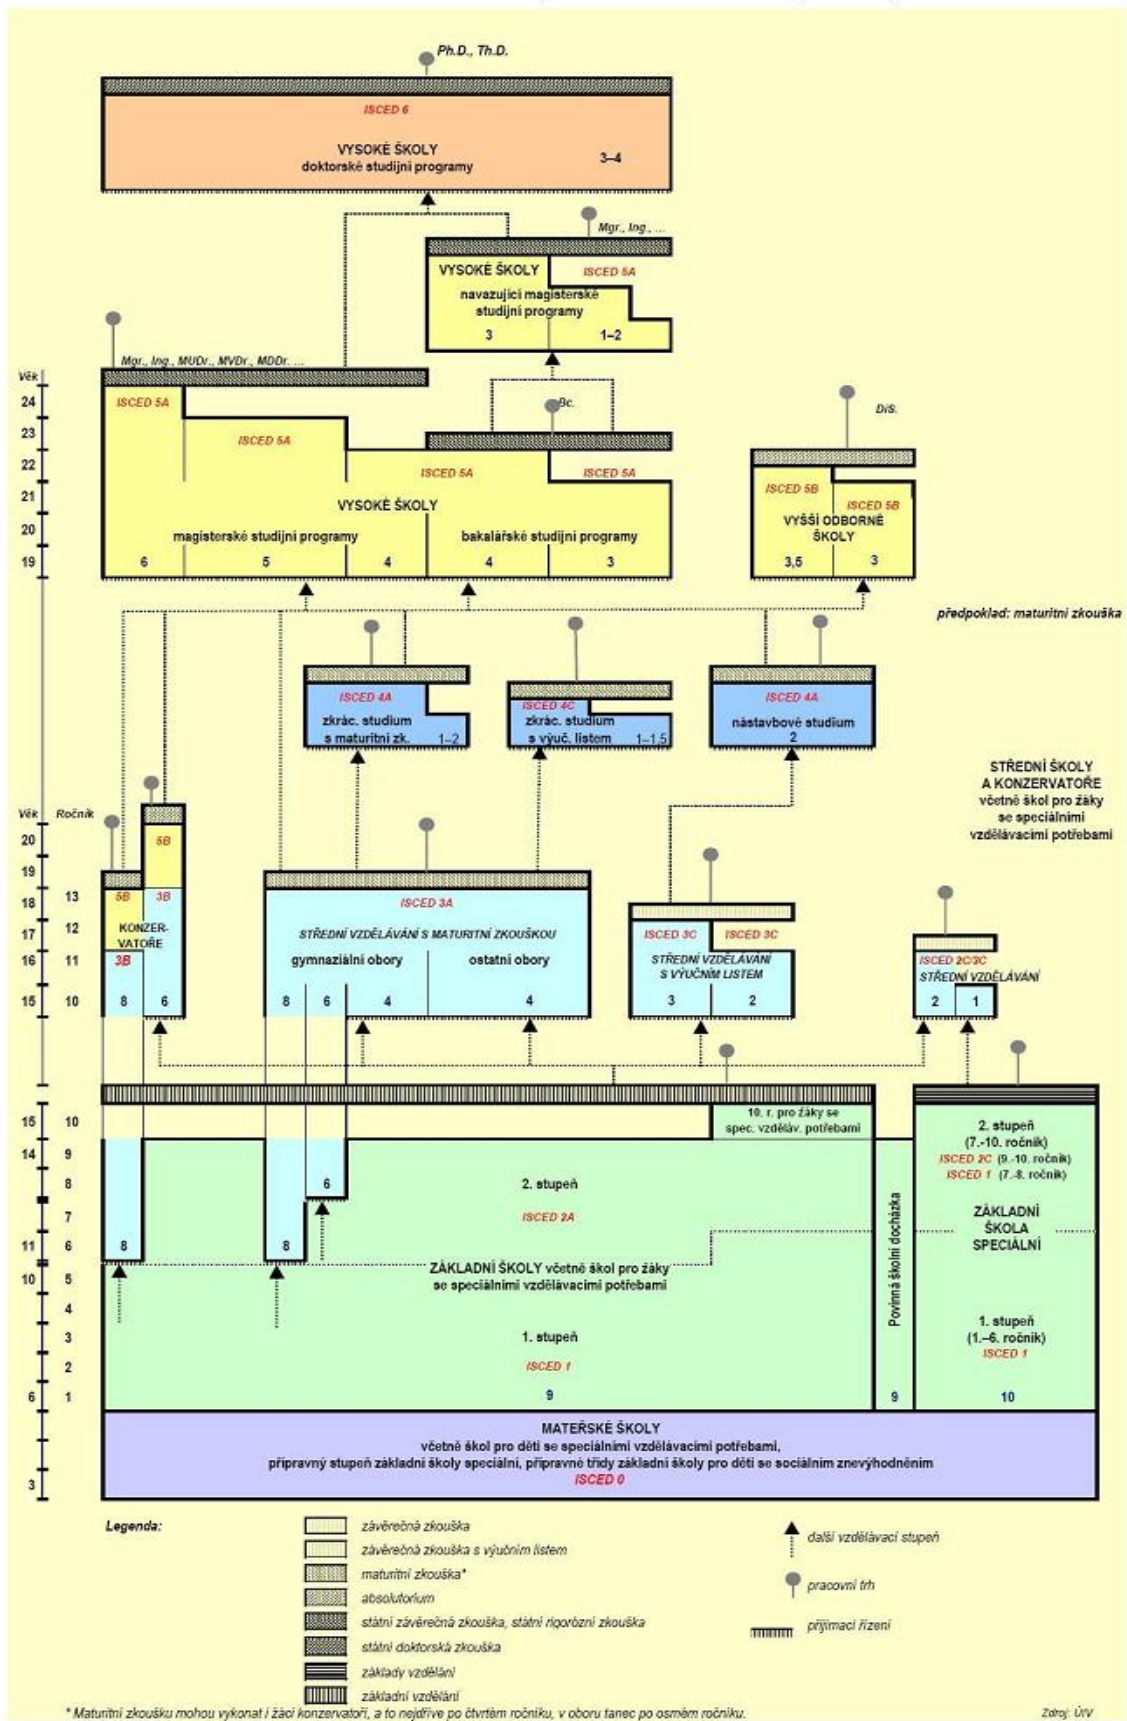 Ph.D., Th.D.
ISCED 6
VYSOKÉ ŠKOLY
doktorské studijní programy
3–4
Mgr., Ing., ...
VYSOKÉ ŠKOLY
ISCED 5A
navazující magisterské
studijní programy
3
1–2
Mgr., Ing., MUDr., MVDr., MDDr. ...
Věk
24
23
22
21
20
19
ISCED 5A
ISCED 5A
Bc.
ISCED 5A
ISCED 5A
VYSOKÉ ŠKOLY
magisterské studijní programy
bakalářské studijní programy
6
5
4
4
3
DiS.
ISCED 5B
ISCED 5B
VYŠŠÍ ODBORNÉ
ŠKOLY
3,5
3
předpoklad: maturitní zkouška
ISCED 4A
zkrác. studium
s maturitní zk.
1–2
ISCED 4C
zkrác. studium
s výuč. listem
1–1,5
ISCED 4A
nástavbové studium
2
STŘEDNÍ ŠKOLY
A KONZERVATOŘE
včetně škol pro žáky
se speciálními
vzdělávacími potřebami
Věk
Ročník
20
19
18
13
17
12
16
11
15
10
5B
5B
3B
KONZER-
VATOŘE
3B
8
6
ISCED 3A
STŘEDNÍ VZDĚLÁVÁNÍ S MATURITNÍ ZKOUŠKOU
gymnaziální obory
ostatní obory
8
6
4
4
ISCED 3C
ISCED 3C
STŘEDNÍ VZDĚLÁVÁNÍ
S VÝUČNÍM LISTEM
3
2
ISCED 2C/3C
STŘEDNÍ VZDĚLÁVÁNÍ
2
1
15
10
14
9
8
7
11
6
10
5
4
3
2
6
1
3
10. r. pro žáky se
spec. vzděláv. potřebami
6
2. stupeň
ISCED 2A
8
8
ZÁKLADNÍ ŠKOLY včetně škol pro žáky
se speciálními vzdělávacími potřebami
1. stupeň
ISCED 1
9
Povinná školní docházka
9
2. stupeň
(7.-10. ročník)
ISCED 2C (9.-10. ročník)
ISCED 1 (7.-8. ročník)
ZÁKLADNÍ
ŠKOLA
SPECIÁLNÍ
1. stupeň
(1.–6. ročník)
ISCED 1
10
MATEŘSKÉ ŠKOLY
včetně škol pro děti se speciálními vzdělávacími potřebami,
přípravný stupeň základní školy speciální, přípravné třídy základní školy pro děti se sociálním znevýhodněním
ISCED 0
Legenda:
závěrečná zkouška
závěrečná zkouška s výučním listem
maturitní zkouška*
absolutorium
státní závěrečná zkouška, státní rigorózní zkouška
státní doktorská zkouška
základy vzdělání
základní vzdělání
další vzdělávací stupeň
pracovní trh
přijímací řízení
* Maturitní zkoušku mohou vykonat i žáci konzervatoří, a to nejdříve po čtvrtém ročníku, v oboru tanec po osmém ročníku.
Zdroj: ÚIV